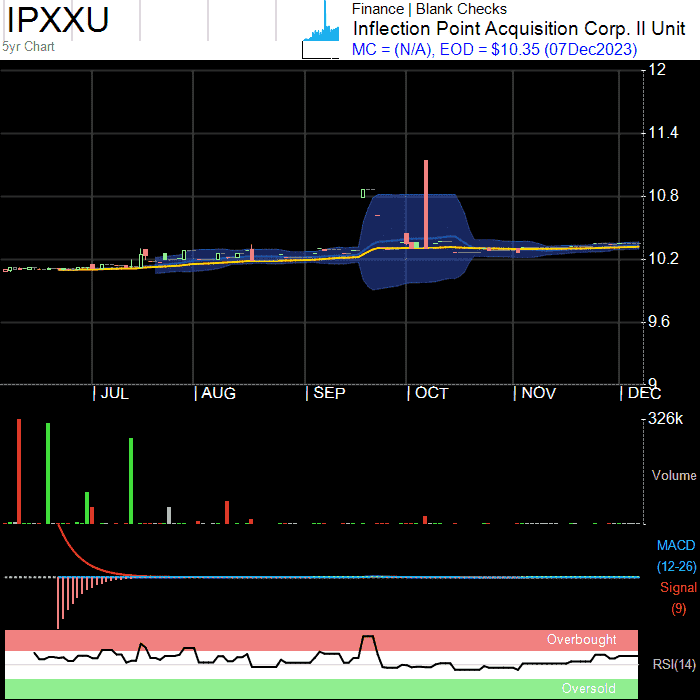 IPXXU
5yr Chart
Finance | Blank Checks
Inflection Point Acquisition Corp. II Unit
MC = (N/A), EOD = $10.35 (07Dec2023)
12
11.4
10.8
10.2
9.6
9
JUL AUG SEP OCT NOV DEC
326k
Volume
MACD
(12-26)
Signal
(9)
Overbought
RSI(14)
Oversold